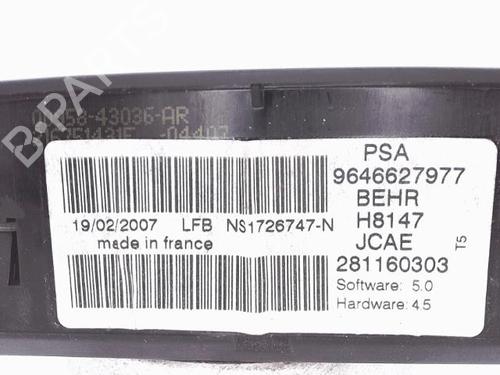 43036-AR
-04407
PSA
9646627977
BEHR
H8147
JCAE
281160303
T5
Software: 5.0
Hardware: 4.5
19/02/2007 LFB NS1726747-N
made in france
B-PARTS